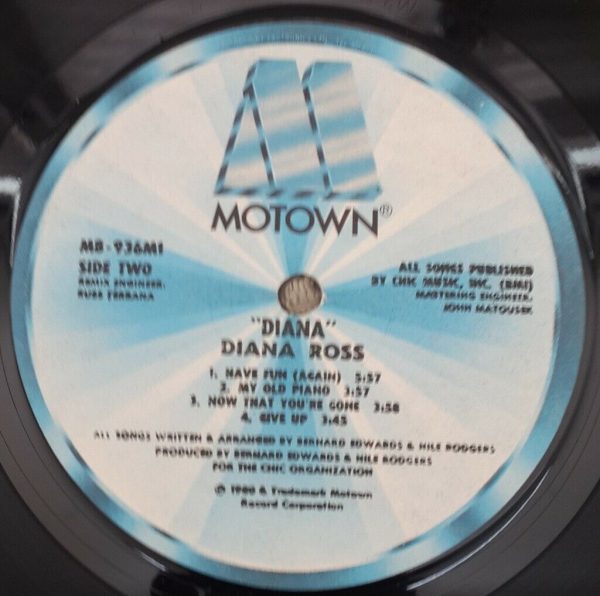 MOTOWN®
M8-936M1
SIDE TWO
REMIX ENGINEER:
RUSS TERRANA
ALL SONGS PUBLISHED
BY CHIC MUSIC, INC. (BMI)
MASTERING ENGINEER:
JOHN MATOUSEK
"DIANA"
DIANA ROSS
1. HAVE FUN (AGAIN) 5:57
2. MY OLD PIANO 3:57
3. NOW THAT YOU'RE GONE 3:58
4. GIVE UP 3:45
ALL SONGS WRITTEN & ARRANGED BY BERNARD EDWARDS & NILE RODGERS
PRODUCED BY BERNARD EDWARDS & NILE RODGERS
FOR THE CHIC ORGANIZATION
℗ 1980 & Trademark Motown
Record Corporation